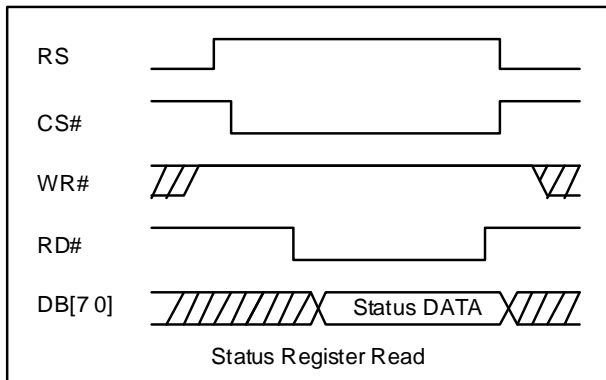 RS
CS#
WR#
RD#
DB[7 0]
Status DATA
Status Register Read